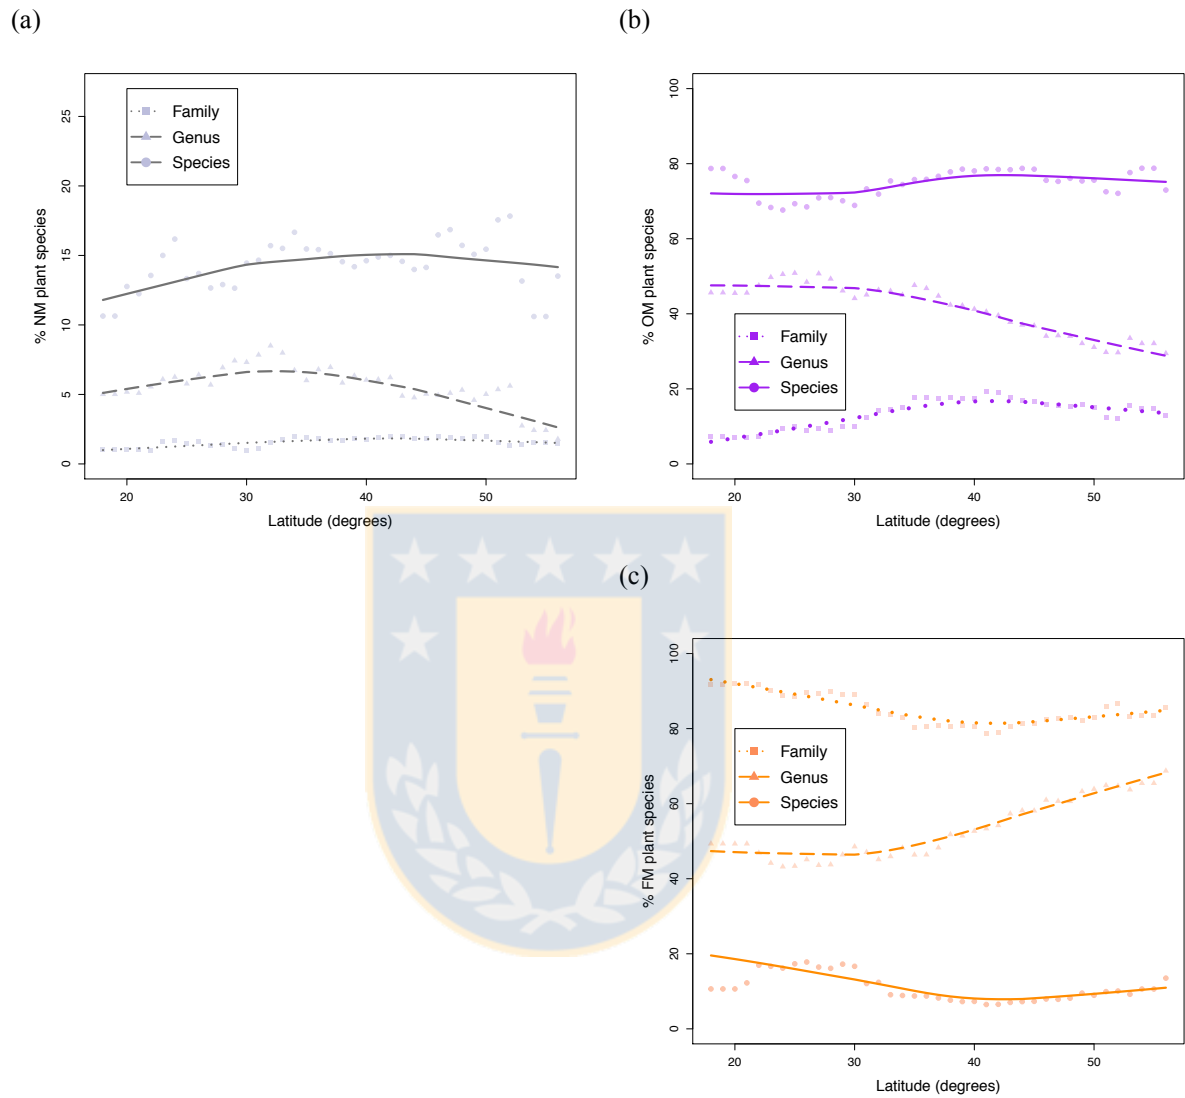 (a)
% NM plant species
25
20
15
10
5
0
Family
Genus
Species
20 30 40 50
Latitude (degrees)
(b)
% OM plant species
100
80
60
40
20
0
Family
Genus
Species
20 30 40 50
Latitude (degrees)
(c)
% FM plant species
100
80
60
40
20
0
Family
Genus
Species
20 30 40 50
Latitude (degrees)